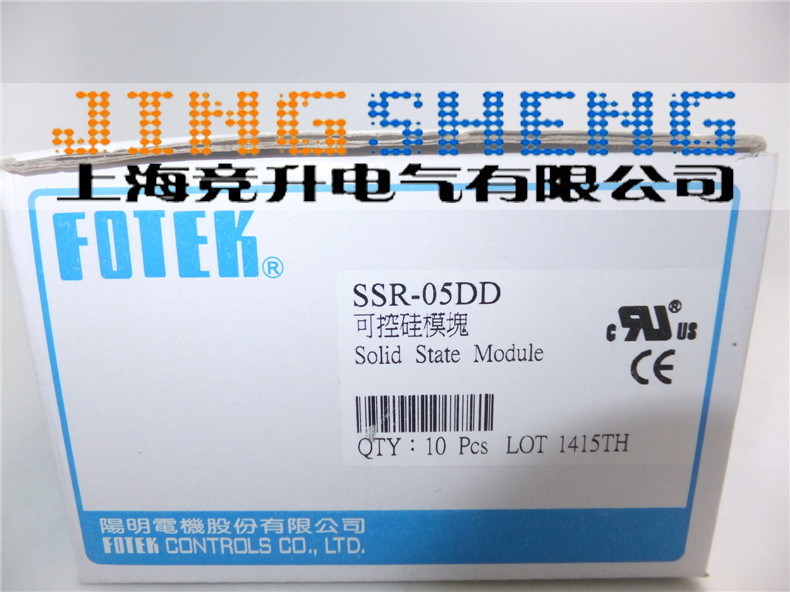 JINGSHENG
上海竞升电气有限公司
FOTEK®
SSR-05DD
可控硅模塊
Solid State Module
c RU® US
CE
QTY：10 Pcs LOT 1415TH
陽明電機股份有限公司
FOTEK CONTROLS CO., LTD.